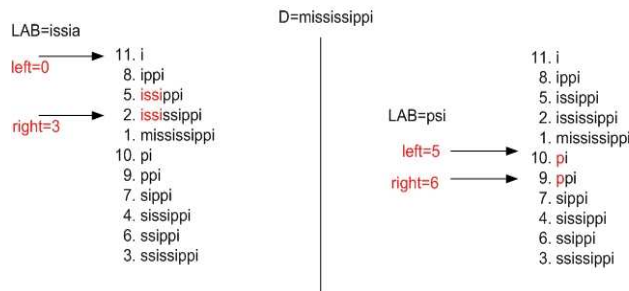 D=mississippi
LAB=issia
left=0
right=3
11. i
8. ippi
5. issippi
2. ississippi
1. mississippi
10. pi
9. ppi
7. sippi
4. sissippi
6. ssippi
3. ssissippi
LAB=psi
left=5
right=6
11. i
8. ippi
5. issippi
2. ississippi
1. mississippi
10. pi
9. ppi
7. sippi
4. sissippi
6. ssippi
3. ssissippi